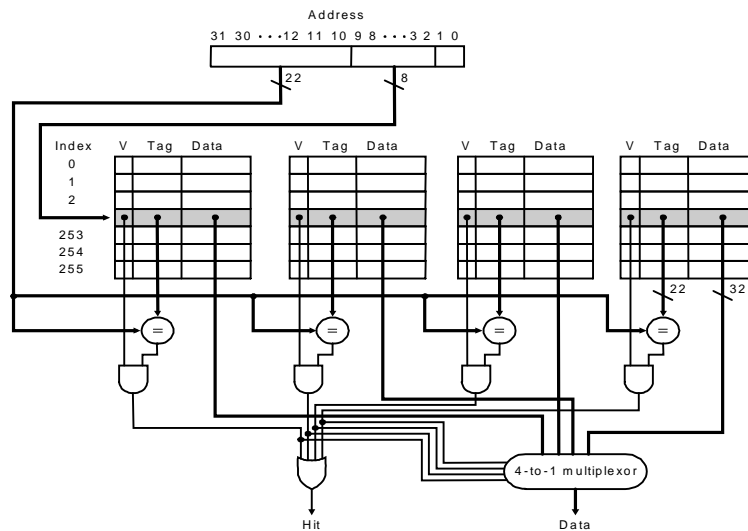 Address
31 30 ···12 11 10 9 8 ···3 2 1 0
22 8
Index V Tag Data V Tag Data V Tag Data V Tag Data
0
1
2
253
254
255
22 32
= = = =
4-to-1 multiplexor
Hit Data